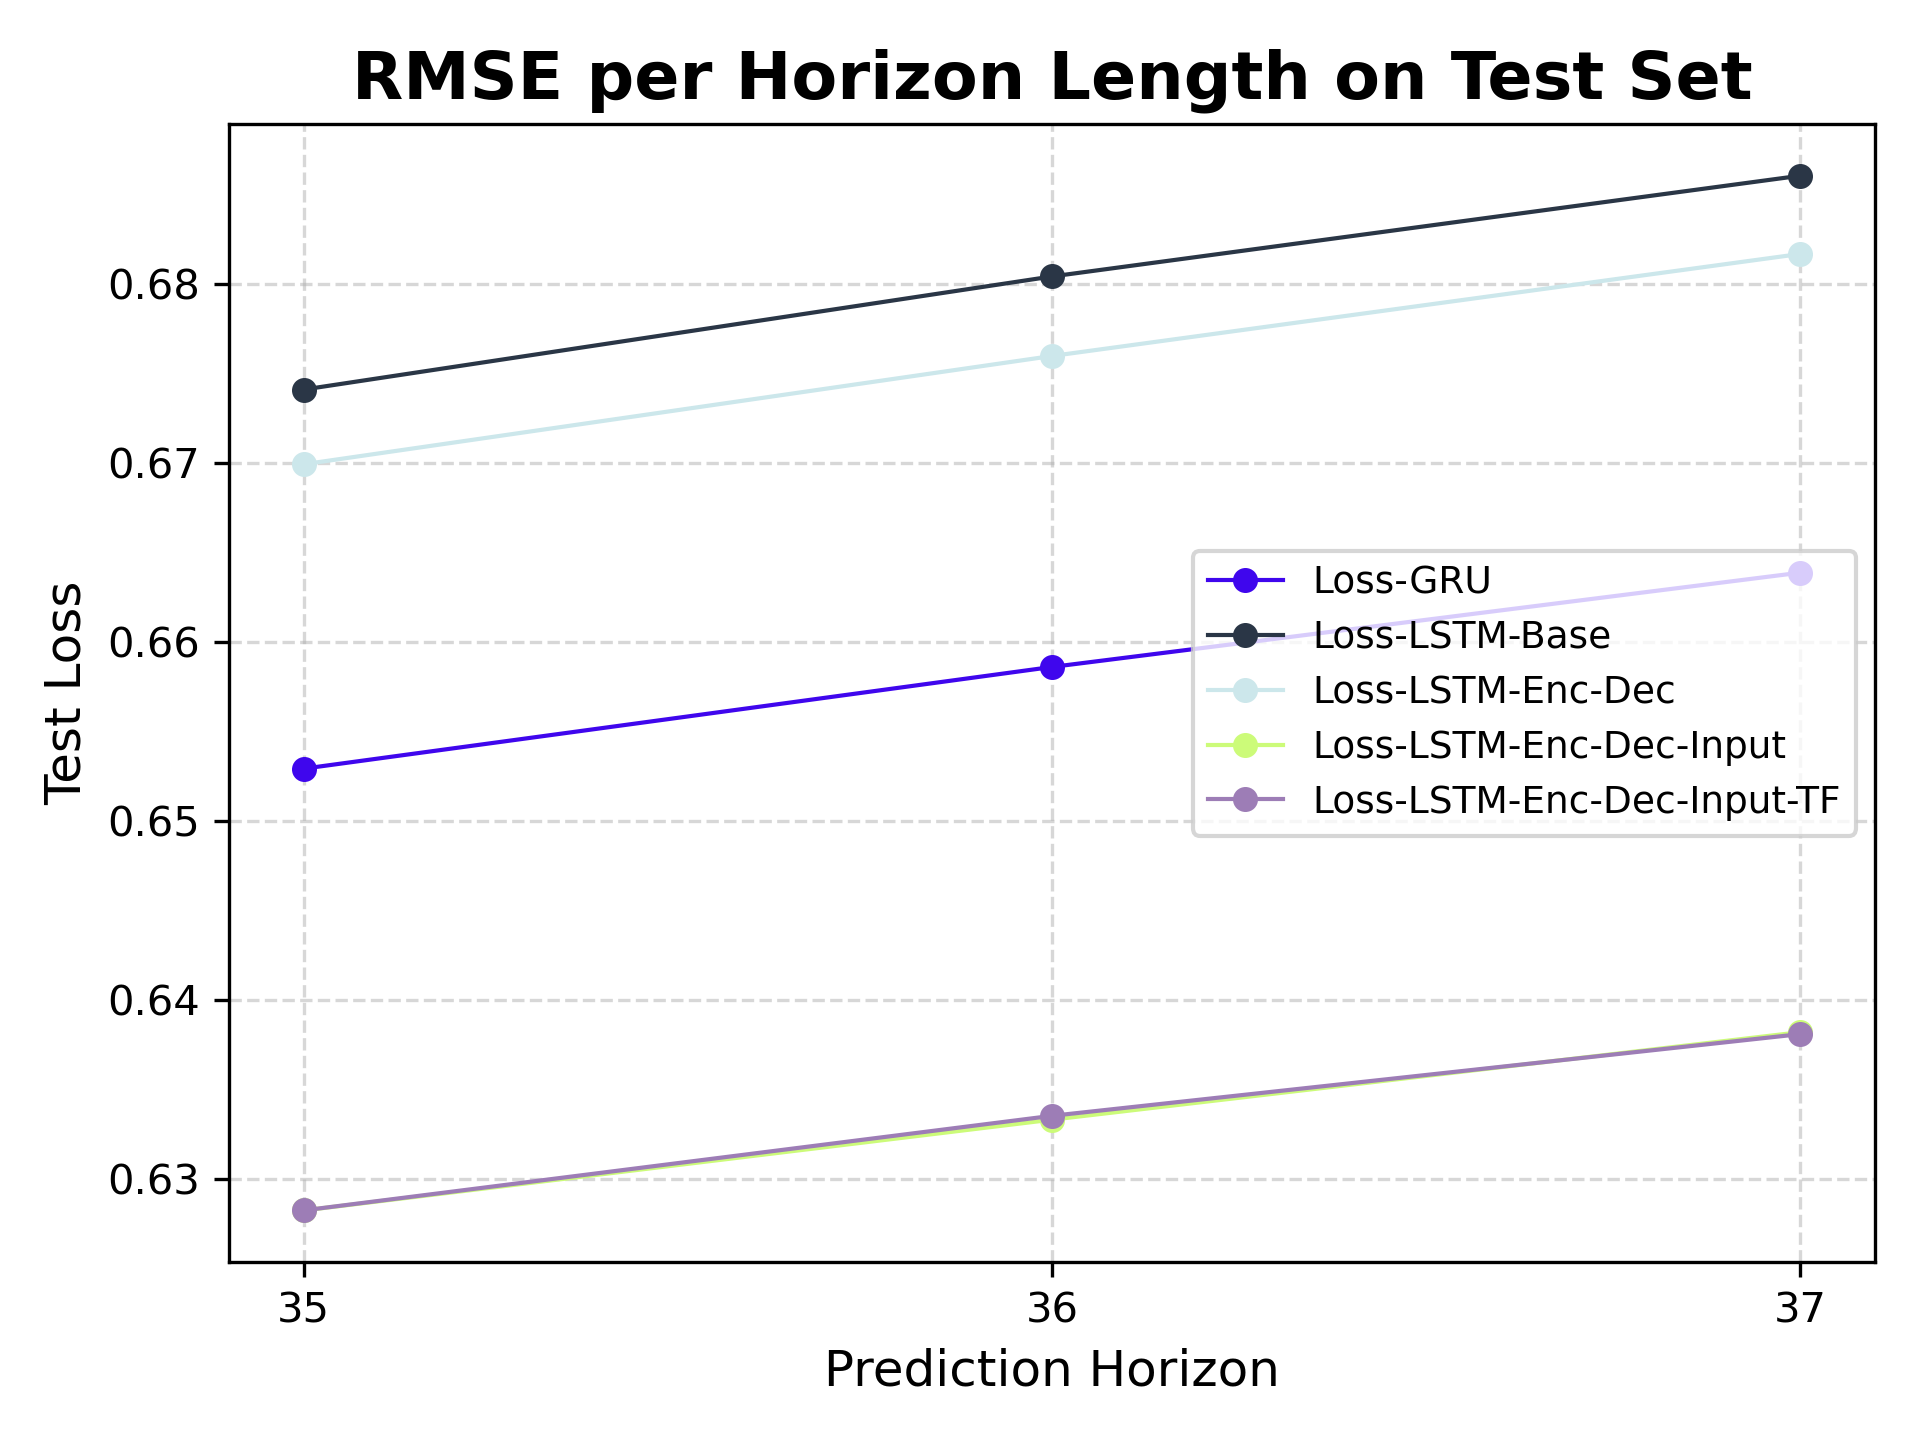 RMSE per Horizon Length on Test Set
Test Loss
0.68
0.67
0.66
0.65
0.64
0.63
Loss-GRU
Loss-LSTM-Base
Loss-LSTM-Enc-Dec
Loss-LSTM-Enc-Dec-Input
Loss-LSTM-Enc-Dec-Input-TF
35 36 37
Prediction Horizon